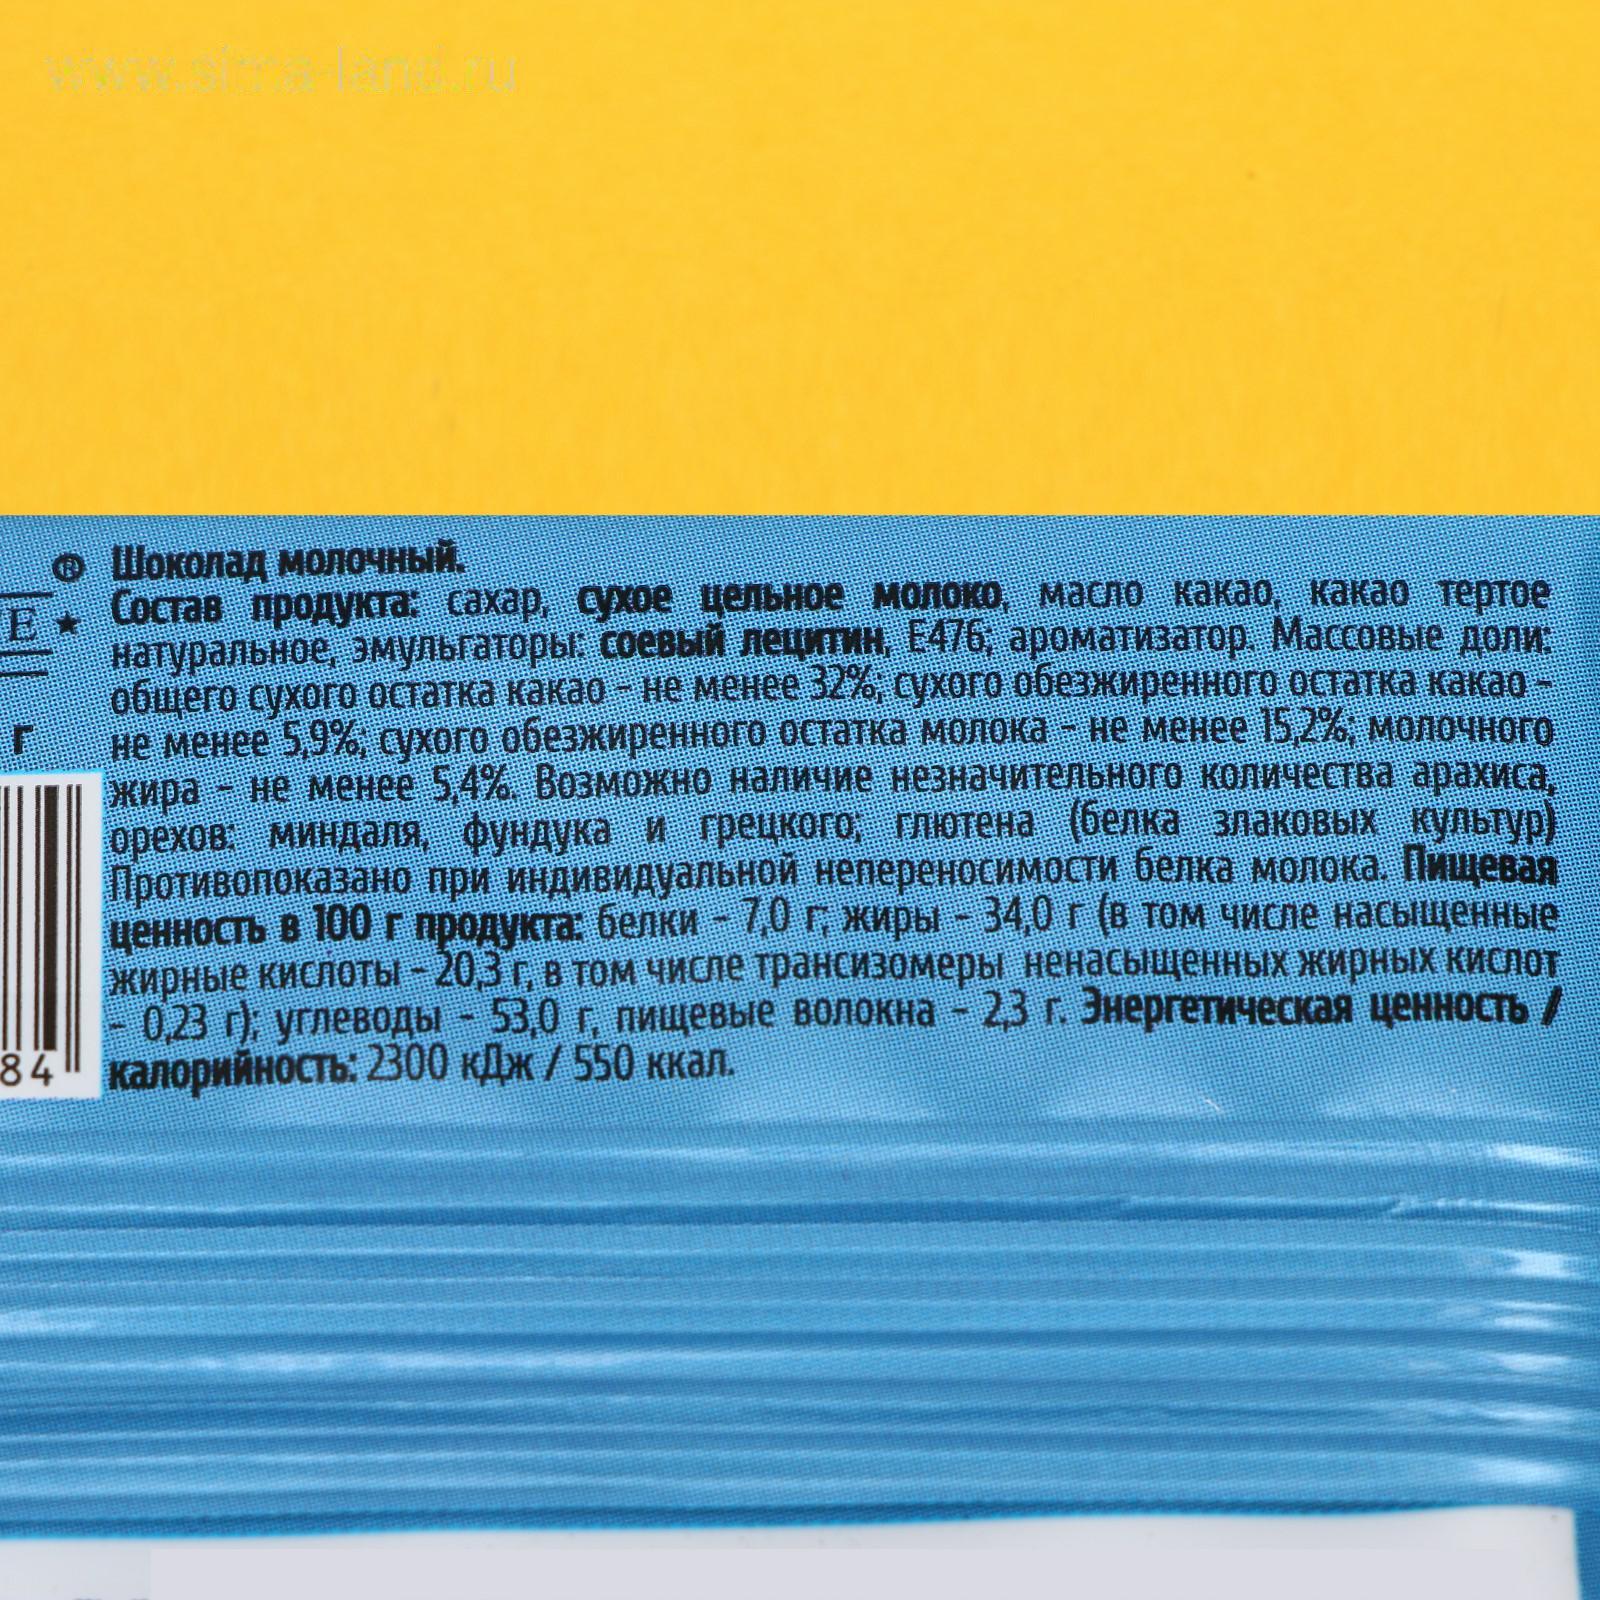 www.sima-land.ru
® Шоколад молочный.
Состав продукта: сахар, сухое цельное молоко, масло какао, какао тертое
E ★
натуральное, эмульгаторы: соевый лецитин, Е476; ароматизатор. Массовые доли:
общего сухого остатка какао – не менее 32%; сухого обезжиренного остатка какао –
г
не менее 5,9%; сухого обезжиренного остатка молока – не менее 15,2%; молочного
жира – не менее 5,4%. Возможно наличие незначительного количества арахиса,
орехов: миндаля, фундука и грецкого; глютена (белка злаковых культур)
Противопоказано при индивидуальной непереносимости белка молока. Пищевая
ценность в 100 г продукта: белки – 7,0 г; жиры – 34,0 г (в том числе насыщенные
жирные кислоты – 20,3 г, в том числе трансизомеры ненасыщенных жирных кислот
– 0,23 г); углеводы – 53,0 г, пищевые волокна – 2,3 г. Энергетическая ценность /
84
калорийность: 2300 кДж / 550 ккал.